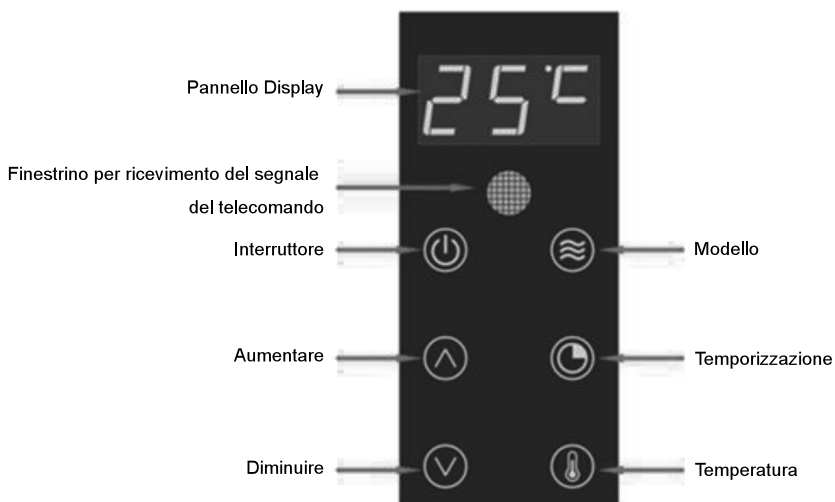 25°C
Pannello Display
Finestrino per ricevimento del segnale
del telecomando
Interruttore
Modello
Aumentare
Temporizzazione
Diminuire
Temperatura